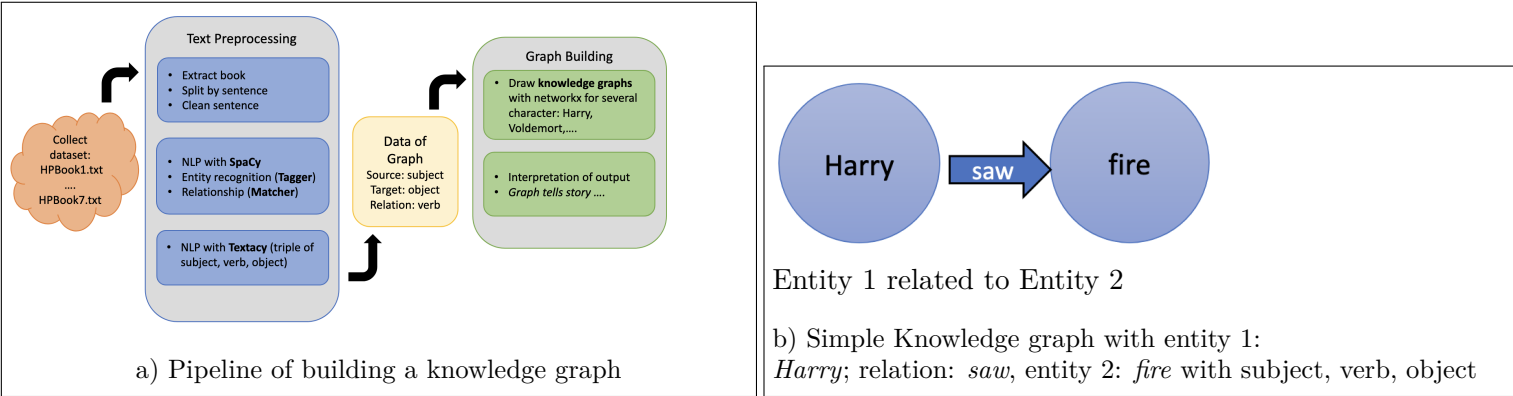 Text Preprocessing
• Extract book
• Split by sentence
• Clean sentence
Collect
dataset:
HPBook1.txt
....
HPBook7.txt
• NLP with SpaCy
• Entity recognition (Tagger)
• Relationship (Matcher)
• NLP with Textacy (triple of
subject, verb, object)
Data of
Graph
Source: subject
Target: object
Relation: verb
Graph Building
• Draw knowledge graphs
with networkx for several
character: Harry,
Voldemort,....
• Interpretation of output
• Graph tells story ....
a) Pipeline of building a knowledge graph
Harry
saw
fire
Entity 1 related to Entity 2
b) Simple Knowledge graph with entity 1:
Harry; relation: saw, entity 2: fire with subject, verb, object